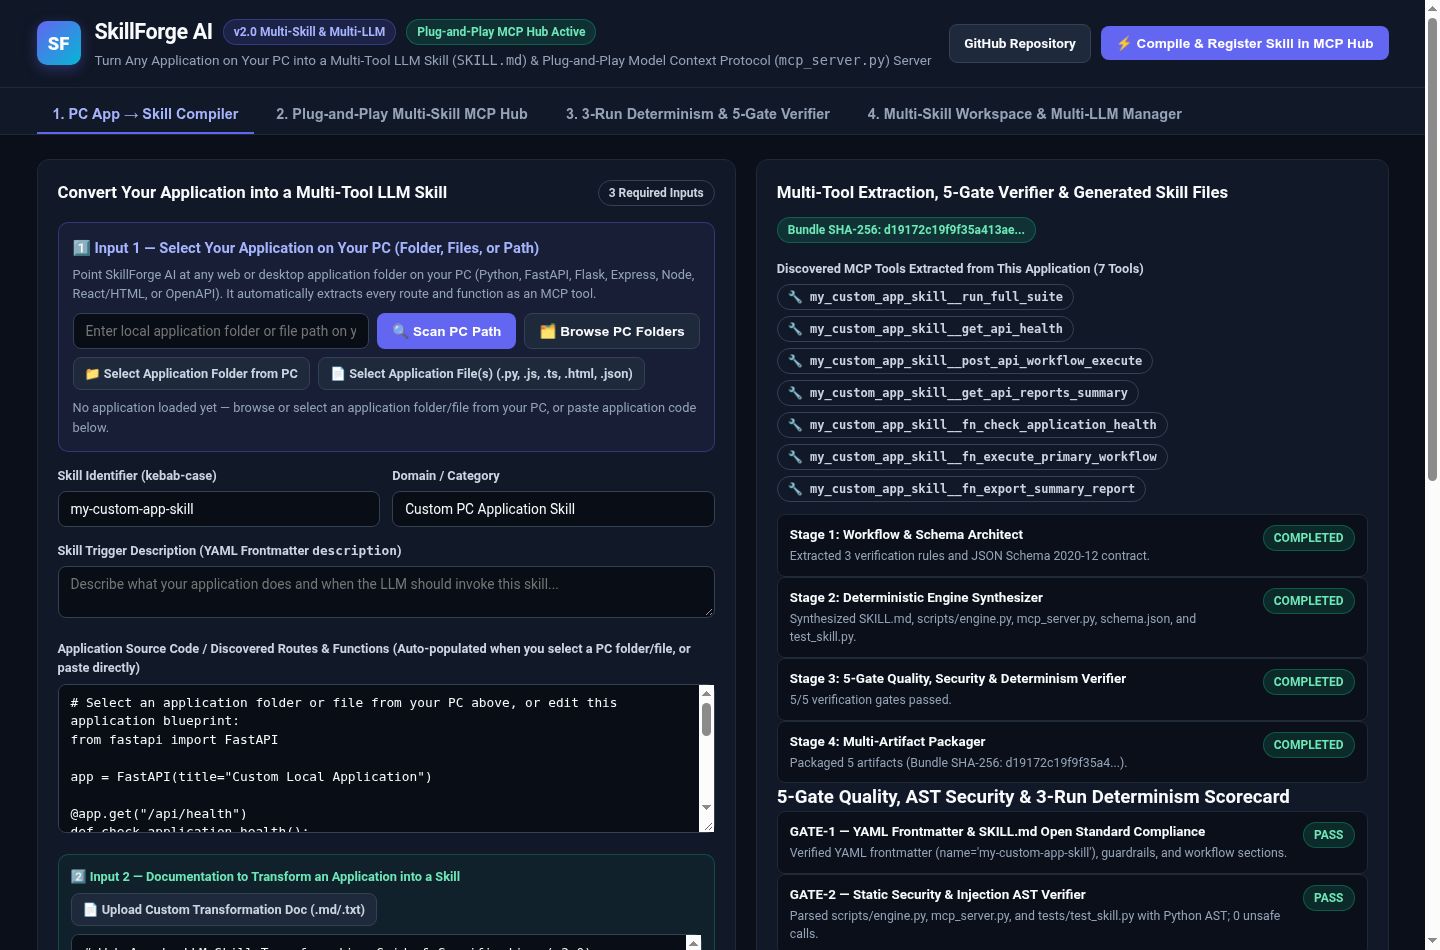 SF
SkillForge AI
v2.0 Multi-Skill & Multi-LLM
Plug-and-Play MCP Hub Active
Turn Any Application on Your PC into a Multi-Tool LLM Skill (SKILL.md) & Plug-and-Play Model Context Protocol (mcp_server.py) Server
GitHub Repository
⚡ Compile & Register Skill in MCP Hub
1. PC App → Skill Compiler
2. Plug-and-Play Multi-Skill MCP Hub
3. 3-Run Determinism & 5-Gate Verifier
4. Multi-Skill Workspace & Multi-LLM Manager
Convert Your Application into a Multi-Tool LLM Skill
3 Required Inputs
1️⃣ Input 1 — Select Your Application on Your PC (Folder, Files, or Path)
Point SkillForge AI at any web or desktop application folder on your PC (Python, FastAPI, Flask, Express, Node,
React/HTML, or OpenAPI). It automatically extracts every route and function as an MCP tool.
Enter local application folder or file path on y
🔍 Scan PC Path
🗂️ Browse PC Folders
📁 Select Application Folder from PC
📄 Select Application File(s) (.py, .js, .ts, .html, .json)
No application loaded yet — browse or select an application folder/file from your PC, or paste application code
below.
Skill Identifier (kebab-case)
Domain / Category
my-custom-app-skill
Custom PC Application Skill
Skill Trigger Description (YAML Frontmatter description)
Describe what your application does and when the LLM should invoke this skill...
Application Source Code / Discovered Routes & Functions (Auto-populated when you select a PC folder/file, or
paste directly)
# Select an application folder or file from your PC above, or edit this
application blueprint:
from fastapi import FastAPI
app = FastAPI(title="Custom Local Application")
@app.get("/api/health")
def check_application_health():
2️⃣ Input 2 — Documentation to Transform an Application into a Skill
📄 Upload Custom Transformation Doc (.md/.txt)
Multi-Tool Extraction, 5-Gate Verifier & Generated Skill Files
Bundle SHA-256: d19172c19f9f35a413ae...
Discovered MCP Tools Extracted from This Application (7 Tools)
🔧 my_custom_app_skill__run_full_suite
🔧 my_custom_app_skill__get_api_health
🔧 my_custom_app_skill__post_api_workflow_execute
🔧 my_custom_app_skill__get_api_reports_summary
🔧 my_custom_app_skill__fn_check_application_health
🔧 my_custom_app_skill__fn_execute_primary_workflow
🔧 my_custom_app_skill__fn_export_summary_report
Stage 1: Workflow & Schema Architect
COMPLETED
Extracted 3 verification rules and JSON Schema 2020-12 contract.
Stage 2: Deterministic Engine Synthesizer
COMPLETED
Synthesized SKILL.md, scripts/engine.py, mcp_server.py, schema.json, and
test_skill.py.
Stage 3: 5-Gate Quality, Security & Determinism Verifier
COMPLETED
5/5 verification gates passed.
Stage 4: Multi-Artifact Packager
COMPLETED
Packaged 5 artifacts (Bundle SHA-256: d19172c19f9f35a4...).
5-Gate Quality, AST Security & 3-Run Determinism Scorecard
GATE-1 — YAML Frontmatter & SKILL.md Open Standard Compliance
PASS
Verified YAML frontmatter (name='my-custom-app-skill'), guardrails, and workflow sections.
GATE-2 — Static Security & Injection AST Verifier
PASS
Parsed scripts/engine.py, mcp_server.py, and tests/test_skill.py with Python AST; 0 unsafe
calls.